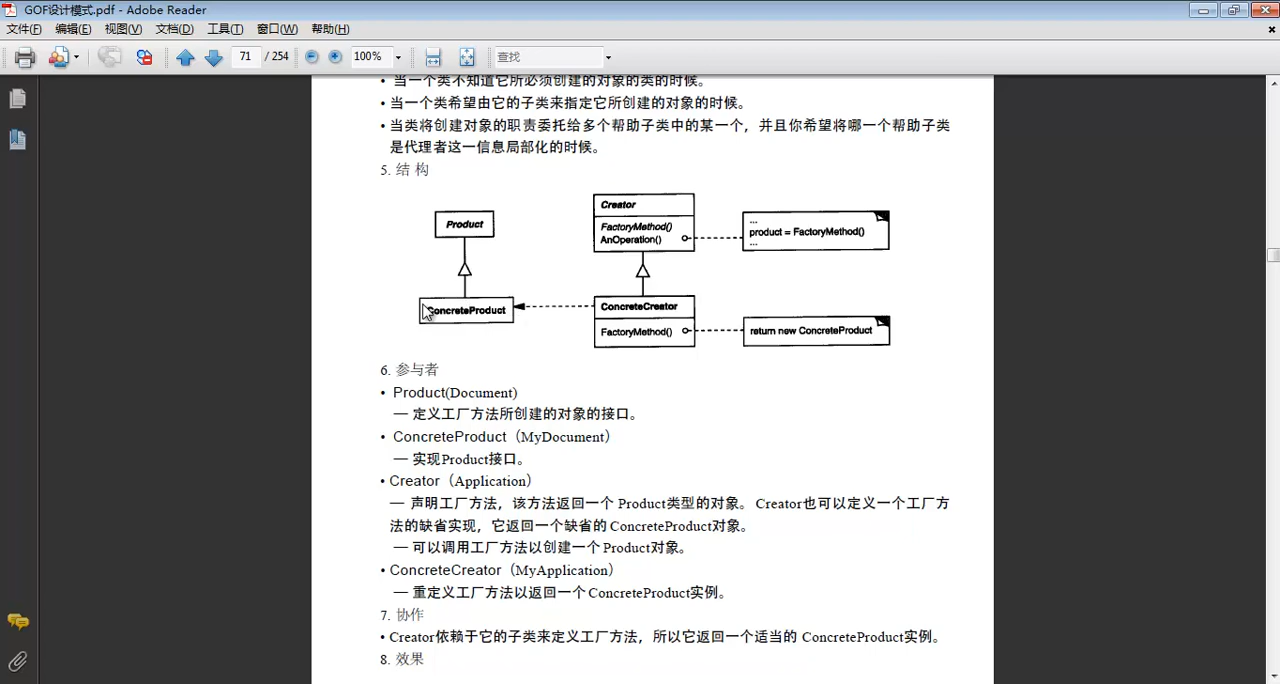 GOF设计模式.pdf - Adobe Reader
文件(F) 编辑(E) 视图(V) 文档(D) 工具(T) 窗口(W) 帮助(H)
71 / 254 100% 查找
• 当一个类不知道它所必须创建的对象的类的时候。
• 当一个类希望由它的子类来指定它所创建的对象的时候。
• 当类将创建对象的职责委托给多个帮助子类中的某一个，并且你希望将哪一个帮助子类
是代理者这一信息局部化的时候。
5. 结 构
Product
Creator
FactoryMethod()
AnOperation()
...
product = FactoryMethod()
...
ConcreteProduct
ConcreteCreator
FactoryMethod()
return new ConcreteProduct
6. 参与者
• Product(Document)
— 定义工厂方法所创建的对象的接口。
• ConcreteProduct（MyDocument）
— 实现Product接口。
• Creator（Application）
— 声明工厂方法，该方法返回一个 Product类型的对象。Creator也可以定义一个工厂方
法的缺省实现，它返回一个缺省的 ConcreteProduct对象。
— 可以调用工厂方法以创建一个 Product对象。
• ConcreteCreator（MyApplication）
— 重定义工厂方法以返回一个 ConcreteProduct实例。
7. 协作
• Creator依赖于它的子类来定义工厂方法，所以它返回一个适当的 ConcreteProduct实例。
8. 效果